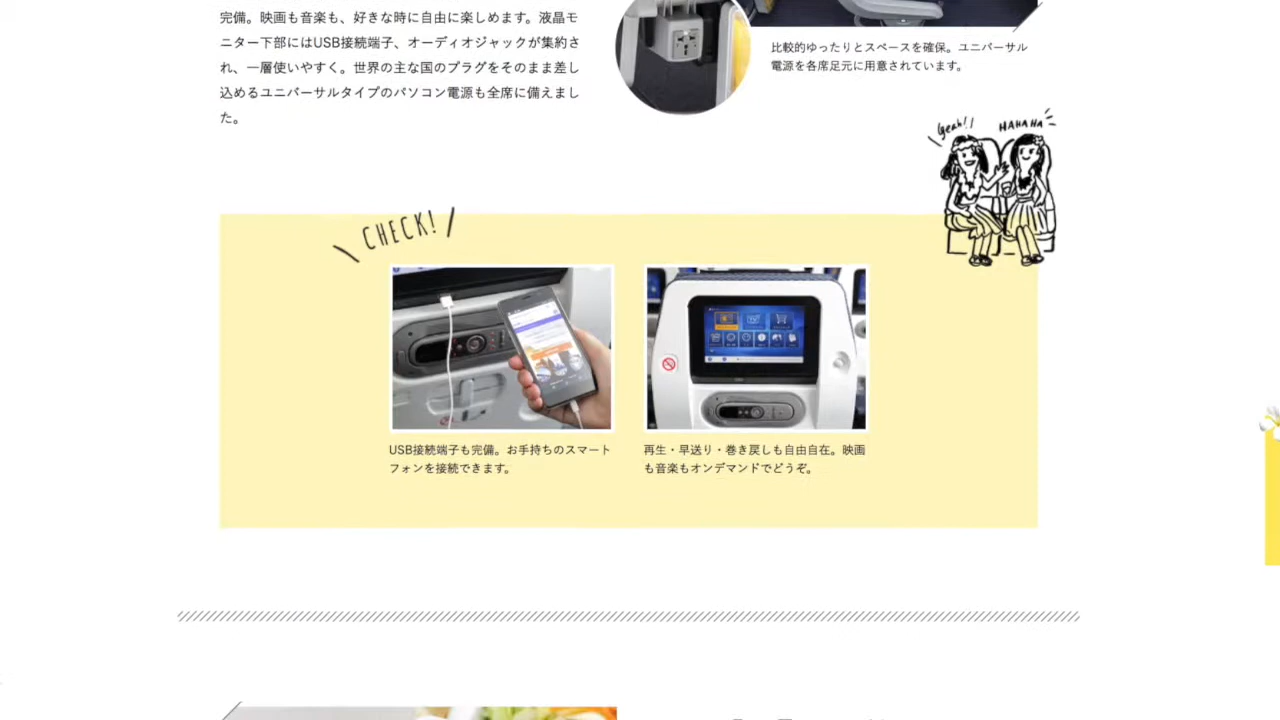 完備。映画も音楽も、好きな時に自由に楽しめます。液晶モ
ニター下部にはUSB接続端子、オーディオジャックが集約さ
れ、一層使いやすく。世界の主な国のプラグをそのまま差し
込めるユニバーサルタイプのパソコン電源も全席に備えまし
た。
比較的ゆったりとスペースを確保。ユニバーサル
電源を各席足元に用意されています。
yeah!!
HAHAHA
CHECK!
USB接続端子も完備。お手持ちのスマート
フォンを接続できます。
再生・早送り・巻き戻しも自由自在。映画
も音楽もオンデマンドでどうぞ。